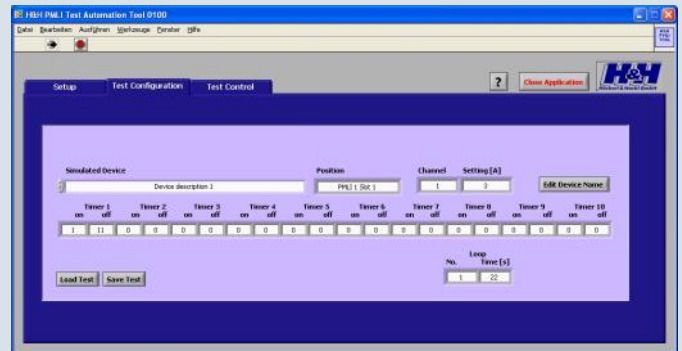 H&H PMLI Test Automation Tool 0100
Datei Bearbeiten Ausführen Werkzeuge Fenster Hilfe
H&H
Setup Test Configuration Test Control
? Close Application
Simulated Device Position Channel Setting [A]
Device description 1 PMLI 1 Slot 1 1 3 Edit Device Name
Timer 1 Timer 2 Timer 3 Timer 4 Timer 5 Timer 6 Timer 7 Timer 8 Timer 9 Timer 10
on off on off on off on off on off on off on off on off on off on off
1 11 0 0 0 0 0 0 0 0 0 0 0 0 0 0 0 0 0 0
Loop
No. Time [s]
1 22
Load Test Save Test